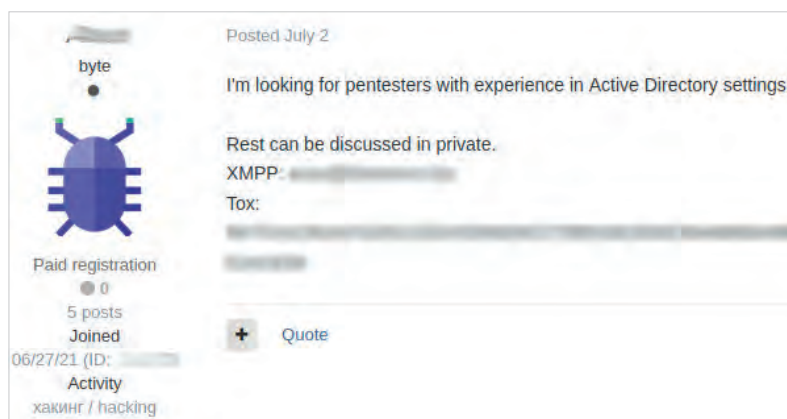 byte
Paid registration
0
5 posts
Joined
06/27/21 (ID:
Activity
хакинг / hacking
Posted July 2
I'm looking for pentesters with experience in Active Directory settings
Rest can be discussed in private.
XMPP:
Tox:
+ Quote